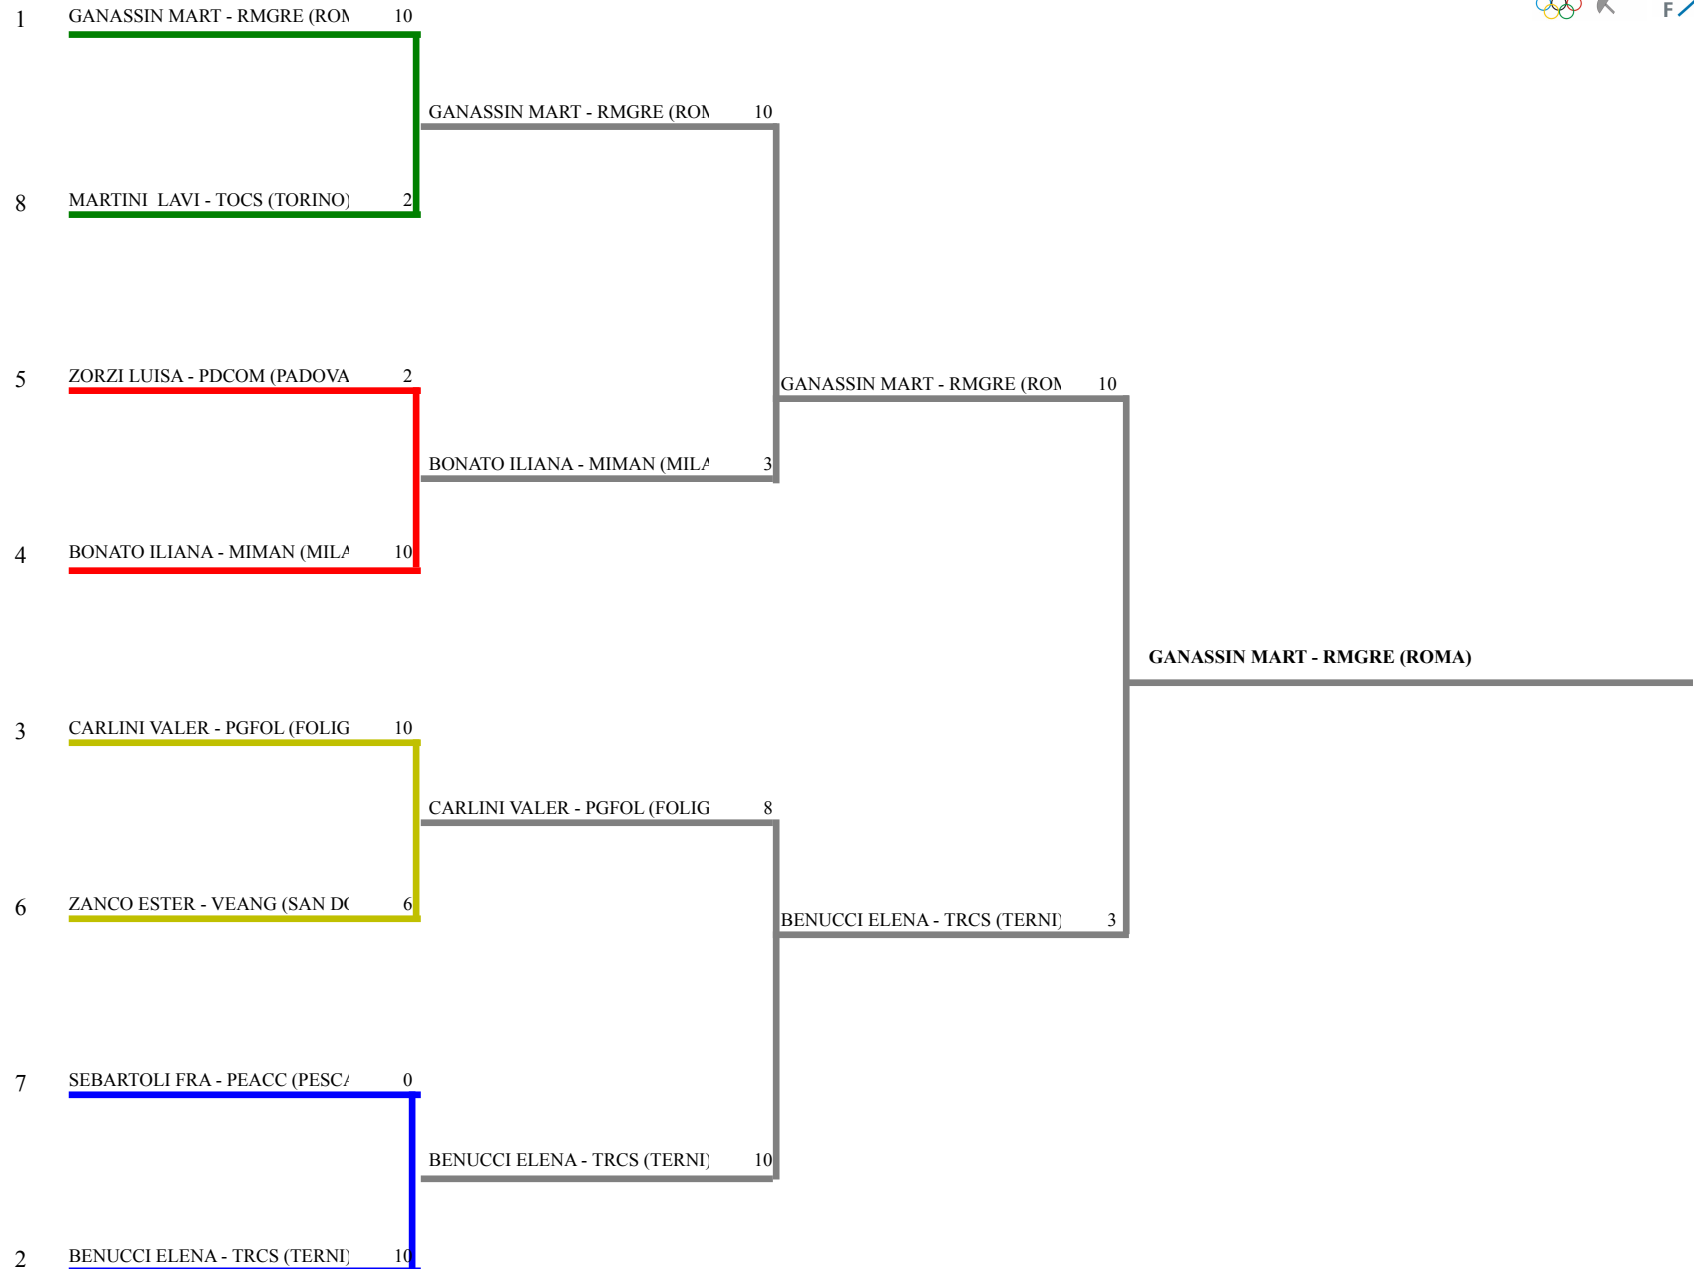 1 GANASSIN MART - RMGRE (ROM 10
GANASSIN MART - RMGRE (ROM 10
8 MARTINI LAVI - TOCS (TORINO) 2
5 ZORZI LUISA - PDCOM (PADOVA 2
GANASSIN MART - RMGRE (ROM 10
BONATO ILIANA - MIMAN (MILA 3
4 BONATO ILIANA - MIMAN (MILA 10
GANASSIN MART - RMGRE (ROMA)
3 CARLINI VALER - PGFOL (FOLIG 10
CARLINI VALER - PGFOL (FOLIG 8
6 ZANCO ESTER - VEANG (SAN DO 6
BENUCCI ELENA - TRCS (TERNI) 3
7 SEBARTOLI FRA - PEACC (PESCA 0
BENUCCI ELENA - TRCS (TERNI) 10
2 BENUCCI ELENA - TRCS (TERNI) 10
F